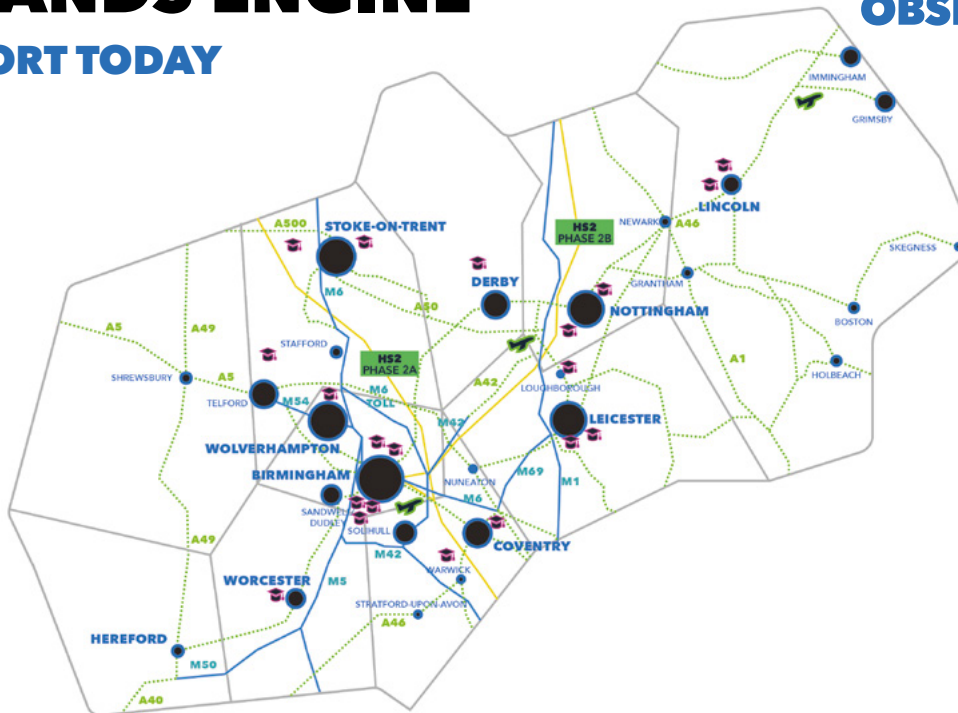 ANDS ENGINE
ORT TODAY
OBS
IMMINGHAM
GRIMSBY
LINCOLN
NEWARK
A46
SKEGNESS
A500
STOKE-ON-TRENT
HS2
PHASE 2B
DERBY
GRANTHAM
M6
A50
NOTTINGHAM
BOSTON
A5
A49
STAFFORD
HS2
PHASE 2A
A1
HOLBEACH
SHREWSBURY
A5
TELFORD
M54
M6
TOLL
A42
LOUGHBOROUGH
WOLVERHAMPTON
M42
LEICESTER
BIRMINGHAM
NUNEATON
M69
M1
M6
SANDWELL
DUDLEY
SOLIHULL
COVENTRY
A49
M42
WARWICK
WORCESTER
M5
STRATFORD-UPON-AVON
A46
HEREFORD
M50
A40